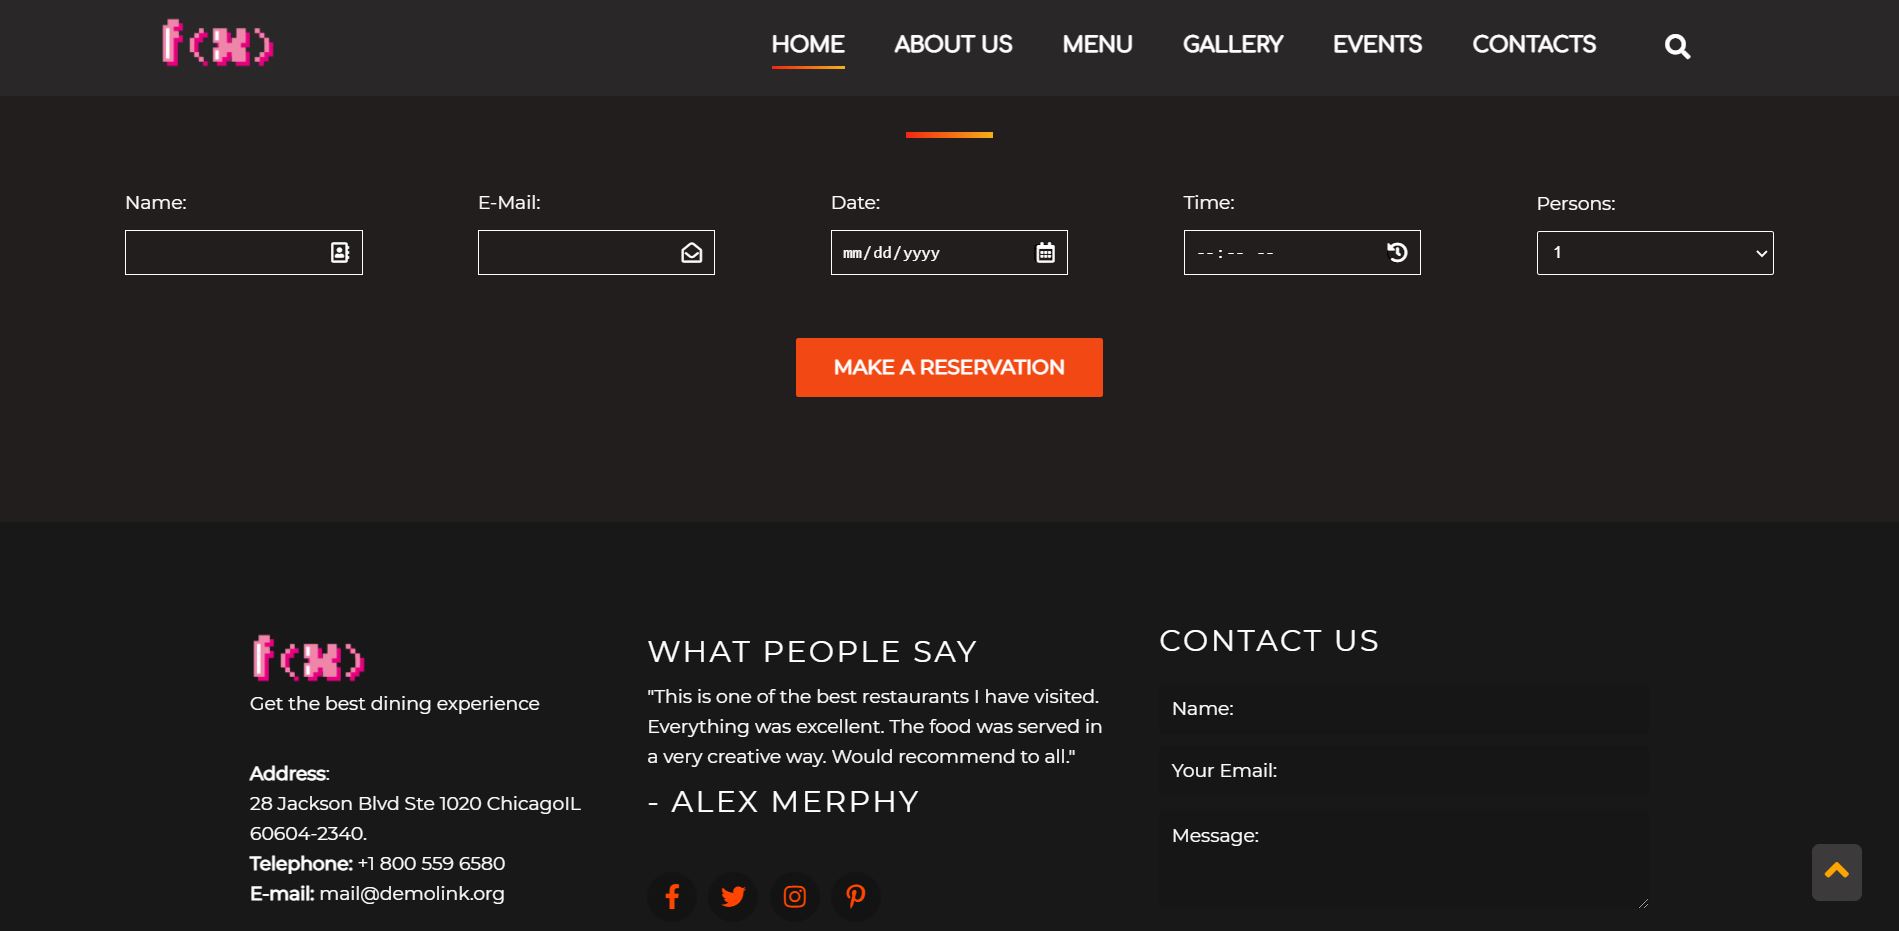 f(x)
HOME ABOUT US MENU GALLERY EVENTS CONTACTS
Name: E-Mail: Date: Time: Persons:
mm/dd/yyyy --:-- -- 1
MAKE A RESERVATION
f(x)
Get the best dining experience
Address:
28 Jackson Blvd Ste 1020 ChicagoIL
60604-2340.
Telephone: +1 800 559 6580
E-mail: mail@demolink.org
WHAT PEOPLE SAY
"This is one of the best restaurants I have visited.
Everything was excellent. The food was served in
a very creative way. Would recommend to all."
- ALEX MERPHY
CONTACT US
Name:
Your Email:
Message: